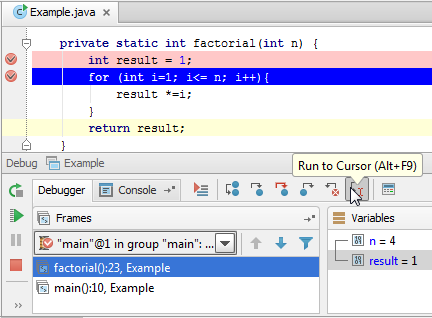 Example.java ×
private static int factorial(int n) {
int result = 1;
for (int i=1; i<= n; i++){
result *=i;
}
return result;
}
Debug Example
Run to Cursor (Alt+F9)
Debugger Console
Frames
Variables
"main"@1 in group "main": ...
n = 4
factorial():23, Example
result = 1
main():10, Example